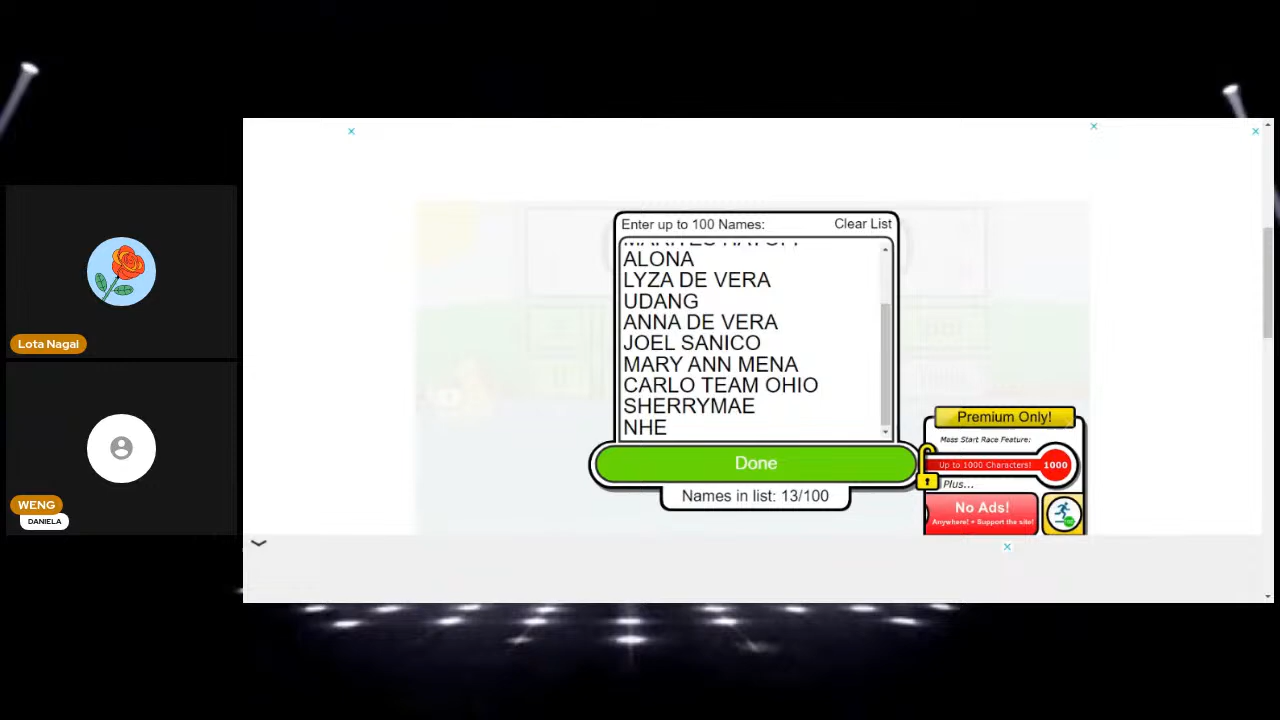 Enter up to 100 Names:
Clear List
ALONA
LYZA DE VERA
UDANG
ANNA DE VERA
JOEL SANICO
MARY ANN MENA
CARLO TEAM OHIO
SHERRYMAE
NHE
Done
Names in list: 13/100
Premium Only!
Mass Start Race Feature:
Up to 1000 Characters!
1000
Plus...
No Ads!
Anywhere! + Support the site!
Lota Nagai
WENG
DANIELA